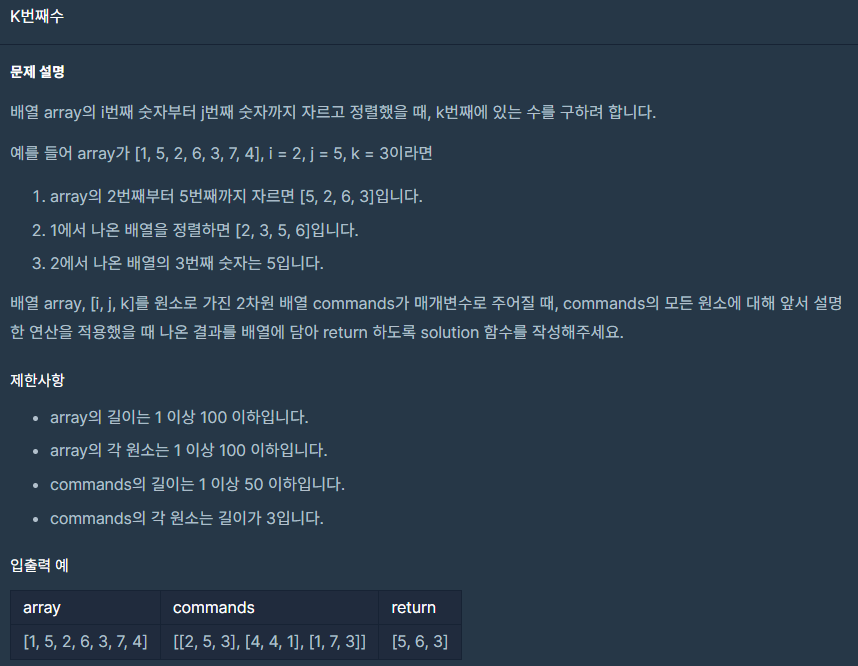 K번째수
문제 설명
배열 array의 i번째 숫자부터 j번째 숫자까지 자르고 정렬했을 때, k번째에 있는 수를 구하려 합니다.
예를 들어 array가 [1, 5, 2, 6, 3, 7, 4], i = 2, j = 5, k = 3이라면
1. array의 2번째부터 5번째까지 자르면 [5, 2, 6, 3]입니다.
2. 1에서 나온 배열을 정렬하면 [2, 3, 5, 6]입니다.
3. 2에서 나온 배열의 3번째 숫자는 5입니다.
배열 array, [i, j, k]를 원소로 가진 2차원 배열 commands가 매개변수로 주어질 때, commands의 모든 원소에 대해 앞서 설명
한 연산을 적용했을 때 나온 결과를 배열에 담아 return 하도록 solution 함수를 작성해주세요.
제한사항
• array의 길이는 1 이상 100 이하입니다.
• array의 각 원소는 1 이상 100 이하입니다.
• commands의 길이는 1 이상 50 이하입니다.
• commands의 각 원소는 길이가 3입니다.
입출력 예
array commands return
[1, 5, 2, 6, 3, 7, 4] [[2, 5, 3], [4, 4, 1], [1, 7, 3]] [5, 6, 3]